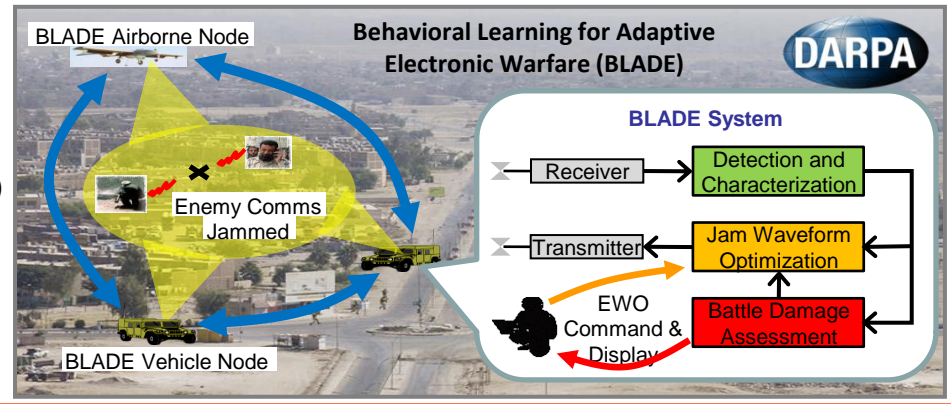 BLADE Airborne Node
Behavioral Learning for Adaptive
Electronic Warfare (BLADE)
DARPA
Enemy Comms
Jammed
BLADE Vehicle Node
BLADE System
Receiver
Detection and
Characterization
Transmitter
Jam Waveform
Optimization
EWO
Command &
Display
Battle Damage
Assessment
)